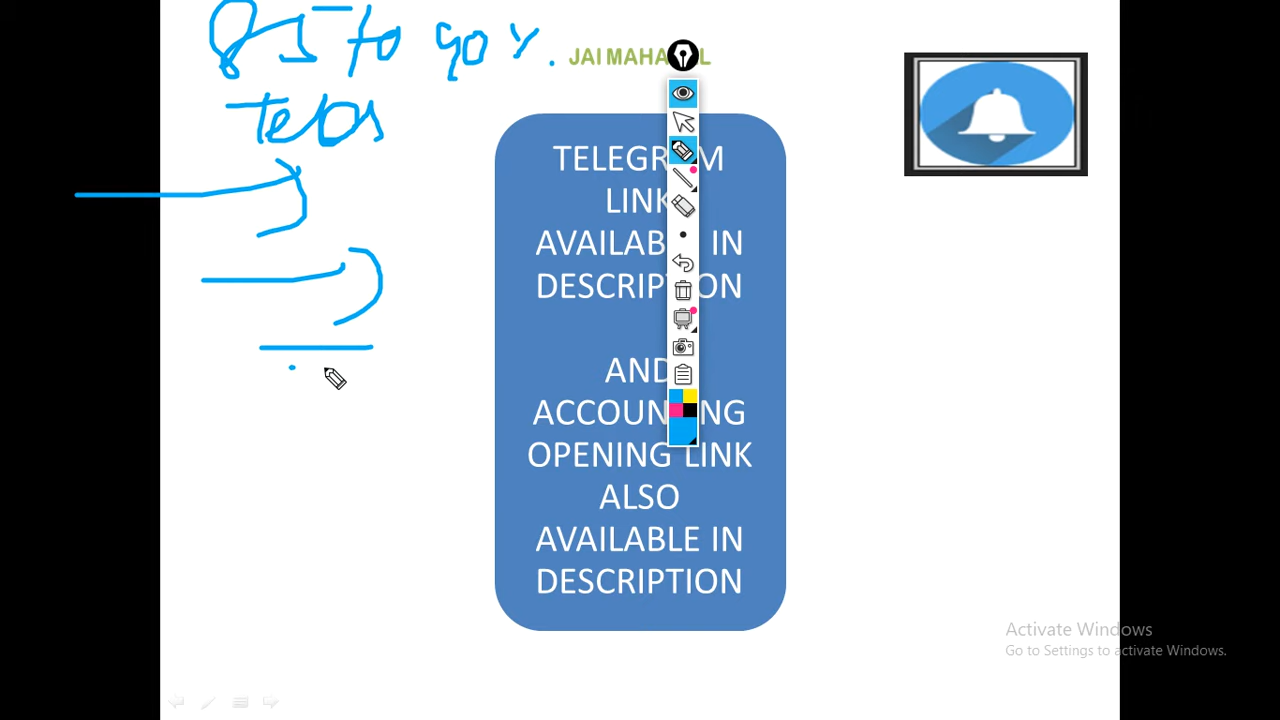 85 to 90%.
JAI MAHA L
TELEGR M
LINK
AVAILAB IN
DESCRIPT ON
AND
ACCOUN NG
OPENING LINK
ALSO
AVAILABLE IN
DESCRIPTION
Activate Windows
Go to Settings to activate Windows.